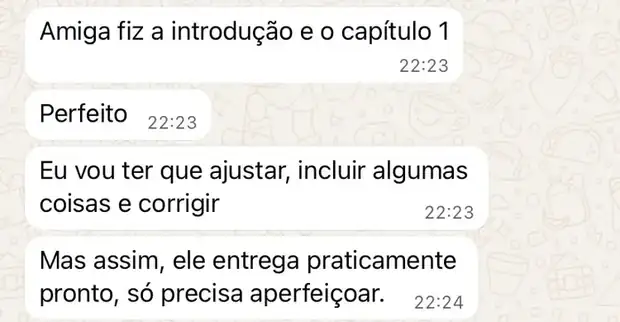 Amiga fiz a introdução e o capítulo 1
22:23
Perfeito 22:23
Eu vou ter que ajustar, incluir algumas
coisas e corrigir
22:23
Mas assim, ele entrega praticamente
pronto, só precisa aperfeiçoar. 22:24